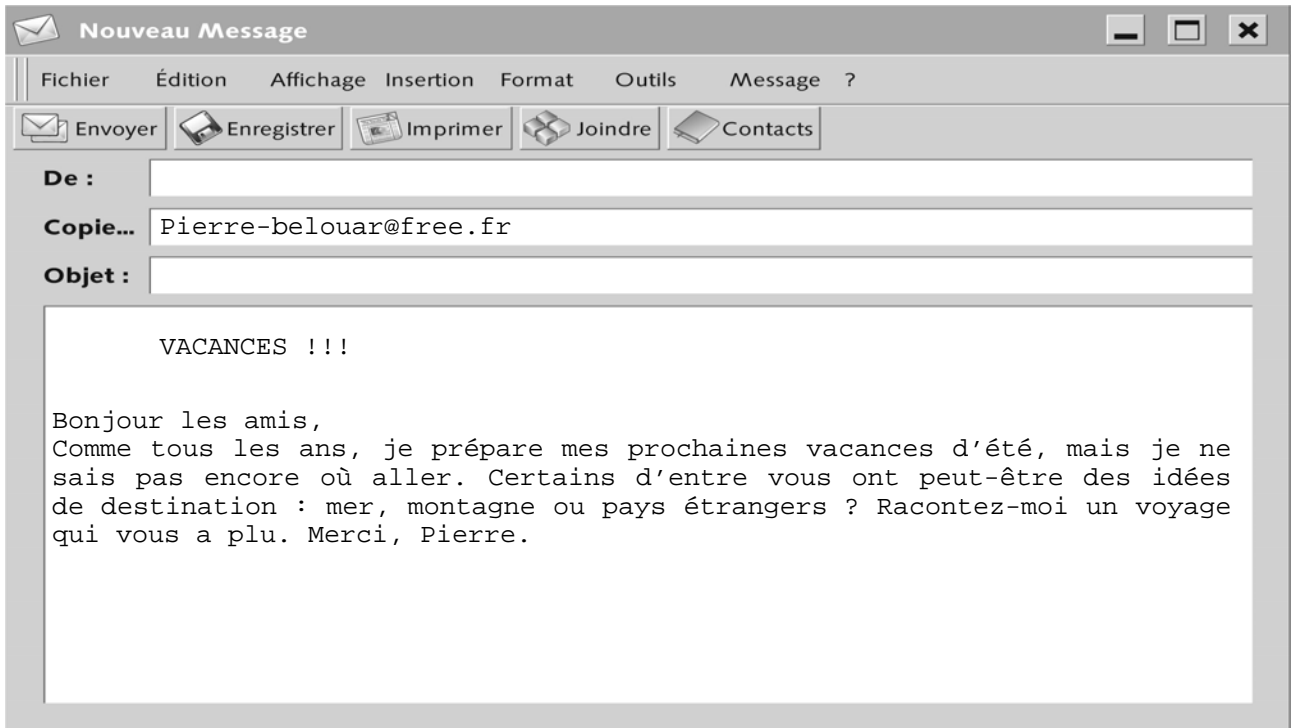 Nouveau Message
Fichier Édition Affichage Insertion Format Outils Message ?
Envoyer Enregistrer Imprimer Joindre Contacts
De :
Copie... Pierre-belouar@free.fr
Objet :
VACANCES !!!
Bonjour les amis,
Comme tous les ans, je prépare mes prochaines vacances d’été, mais je ne
sais pas encore où aller. Certains d’entre vous ont peut-être des idées
de destination : mer, montagne ou pays étrangers ? Racontez-moi un voyage
qui vous a plu. Merci, Pierre.